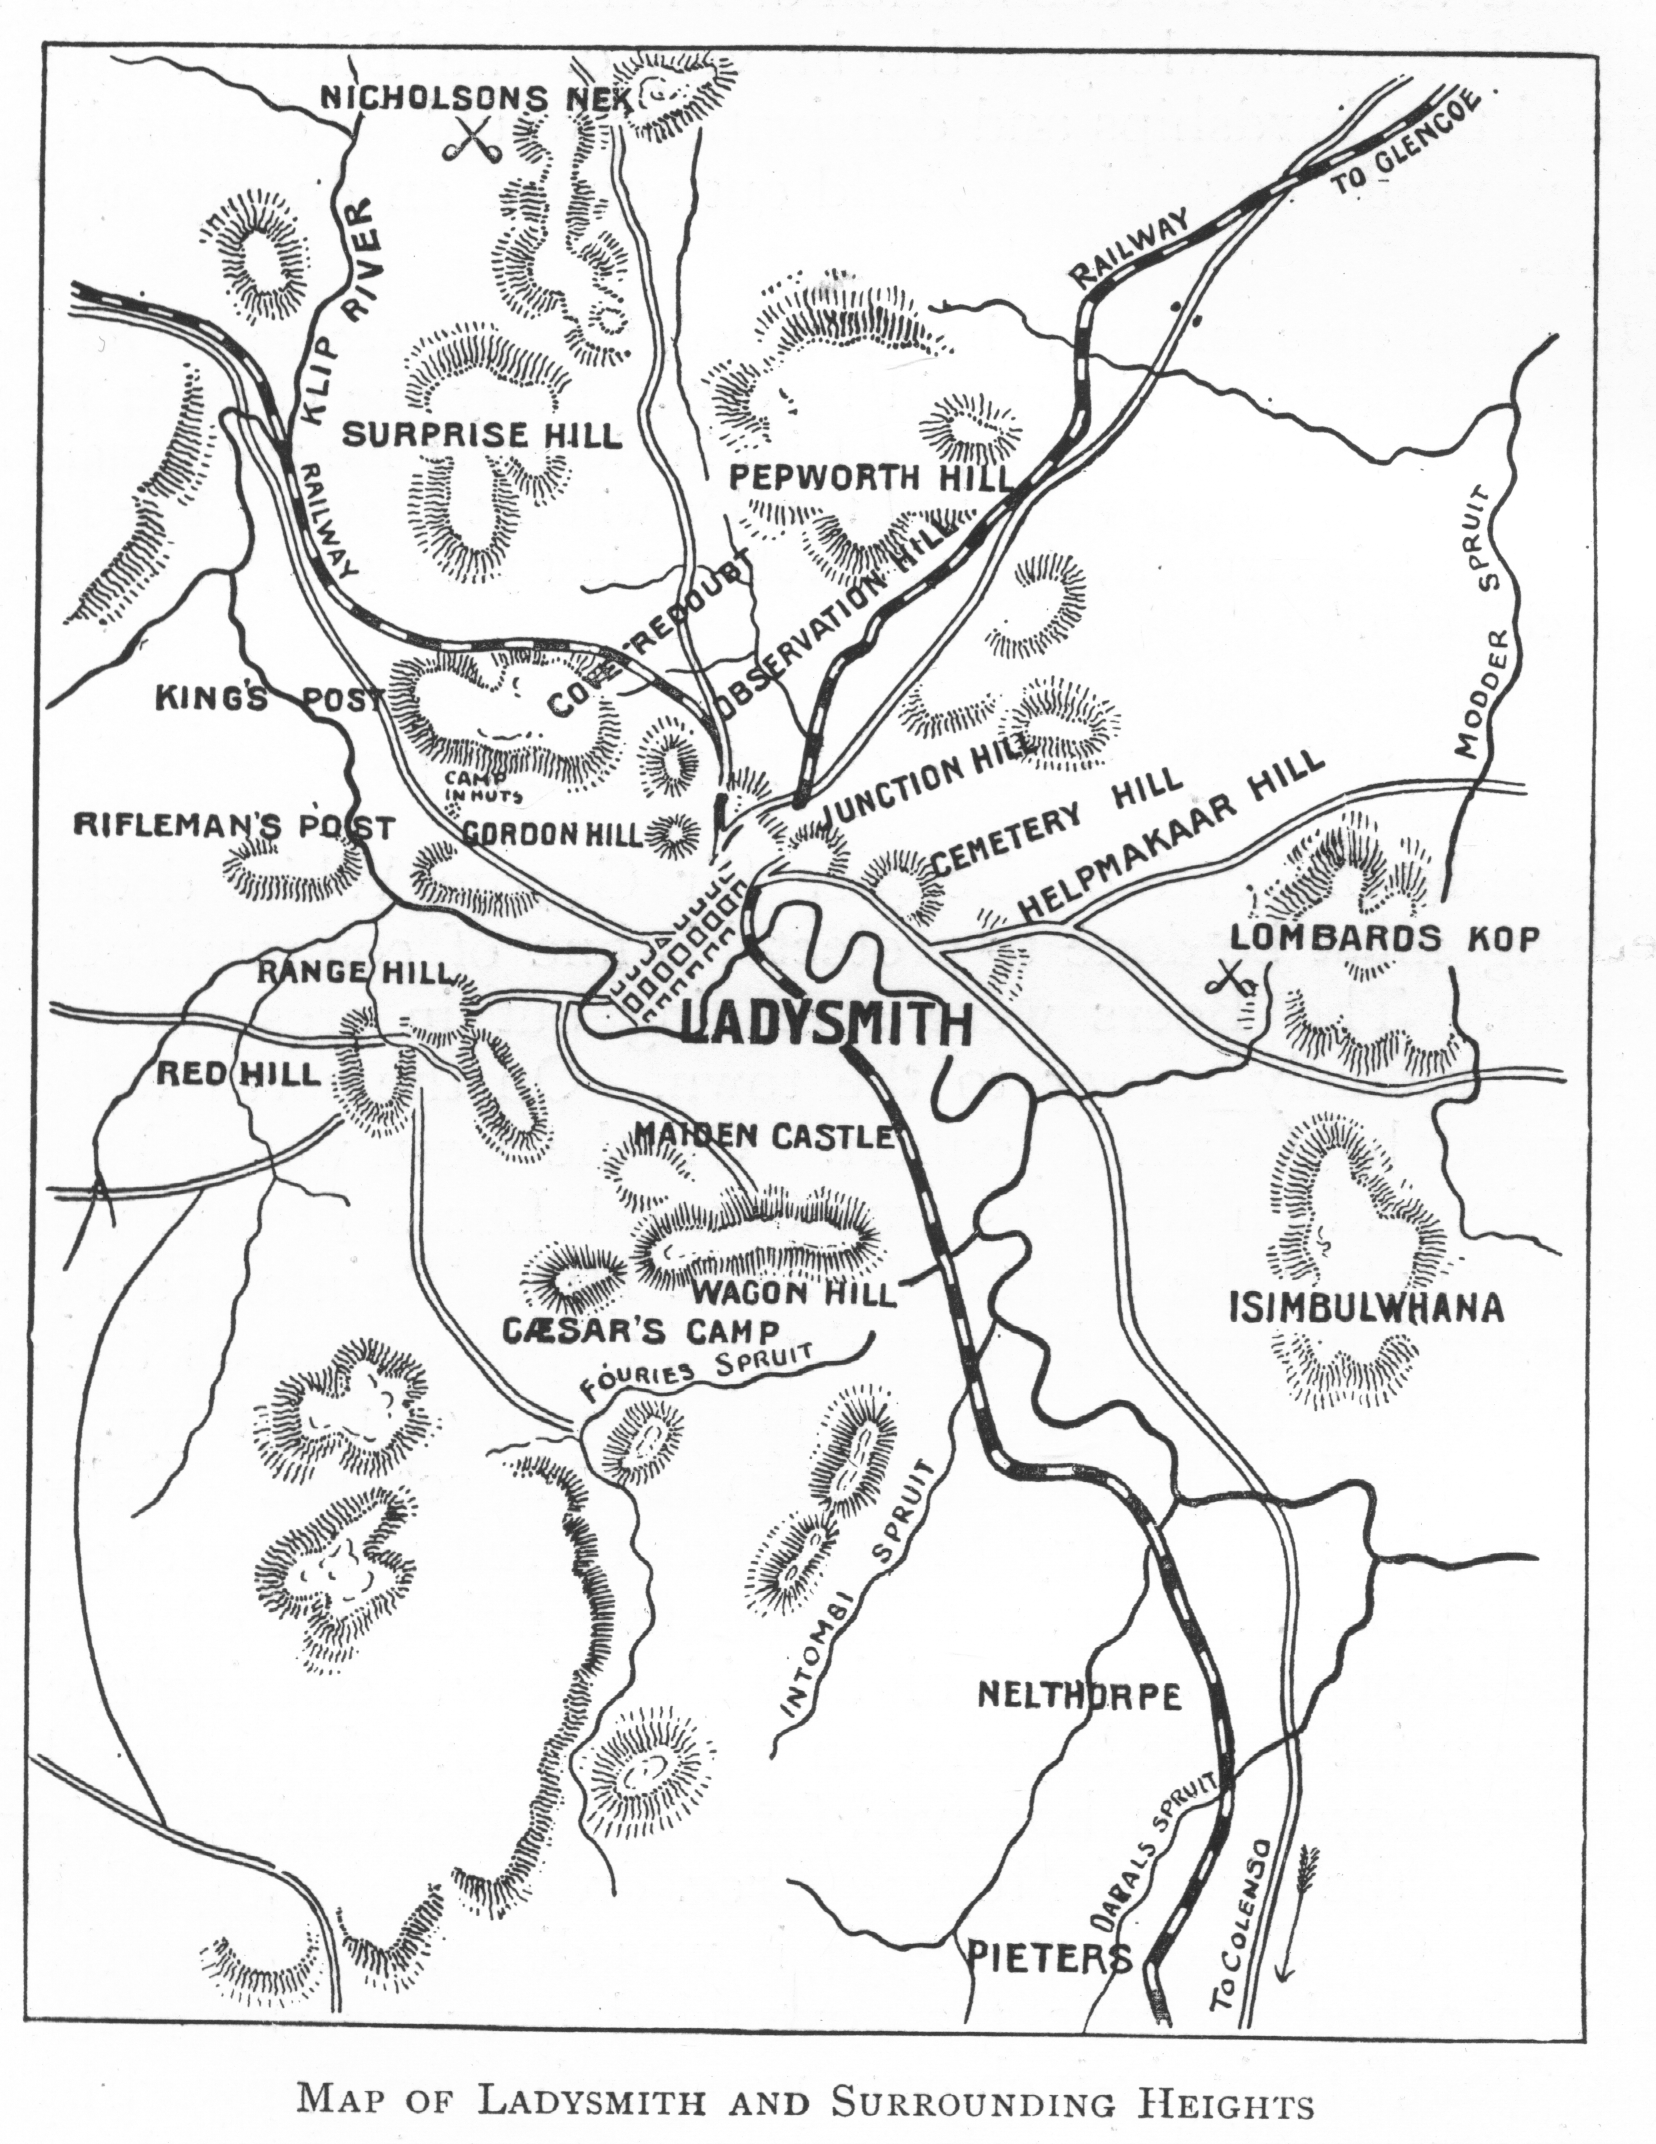 NICHOLSONS NEK
TO GLENCOE
RAILWAY
KLIP RIVER
SURPRISE HILL
PEPWORTH HILL
RAILWAY
MODDER SPRUIT
REDOUBT
OBSERVATION HILL
KING'S POST
CAMP
IN HUTS
JUNCTION HILL
CEMETERY HILL
HELPMAKAAR HILL
RIFLEMAN'S POST
GORDON HILL
LOMBARDS KOP
RANGE HILL
LADYSMITH
RED HILL
MAIDEN CASTLE
WAGON HILL
ISIMBULWHANA
CÆSAR'S CAMP
FOURIES SPRUIT
INTOMBI SPRUIT
NELTHORPE
DARALS SPRUIT
TO COLENSO
PIETERS
MAP OF LADYSMITH AND SURROUNDING HEIGHTS